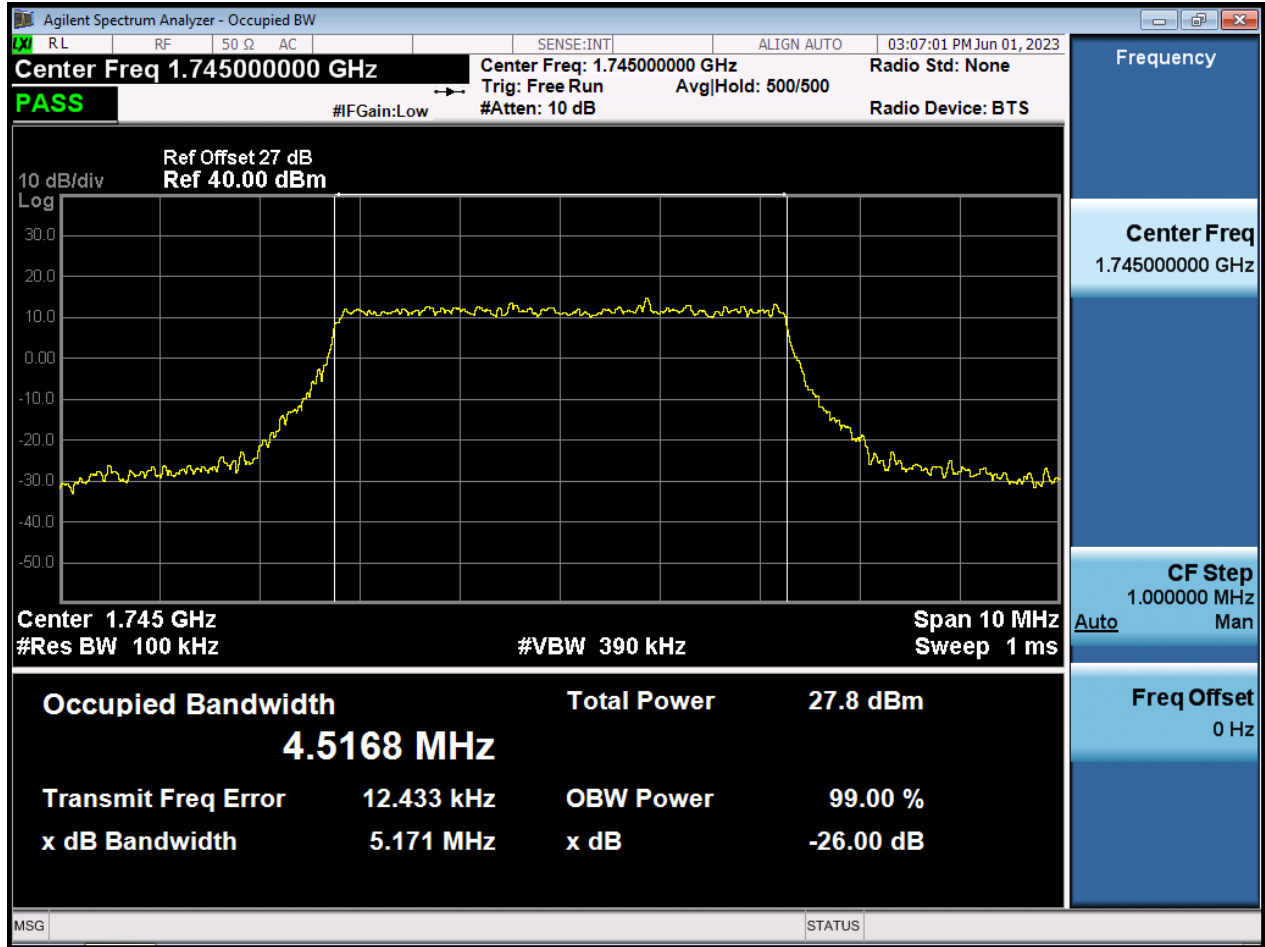 Agilent Spectrum Analyzer - Occupied BW
LXI RL RF 50 Ω AC SENSE:INT ALIGN AUTO 03:07:01 PM Jun 01, 2023
Center Freq 1.745000000 GHz
Center Freq: 1.745000000 GHz
Radio Std: None
Trig: Free Run Avg|Hold: 500/500
PASS
#IFGain:Low
#Atten: 10 dB
Radio Device: BTS
Ref Offset 27 dB
10 dB/div Ref 40.00 dBm
Log
30.0
20.0
10.0
0.00
-10.0
-20.0
-30.0
-40.0
-50.0
Center 1.745 GHz Span 10 MHz
#Res BW 100 kHz #VBW 390 kHz Sweep 1 ms
Occupied Bandwidth Total Power 27.8 dBm
4.5168 MHz
Transmit Freq Error 12.433 kHz OBW Power 99.00 %
x dB Bandwidth 5.171 MHz x dB -26.00 dB
MSG STATUS
Frequency
Center Freq
1.745000000 GHz
CF Step
1.000000 MHz
Auto Man
Freq Offset
0 Hz